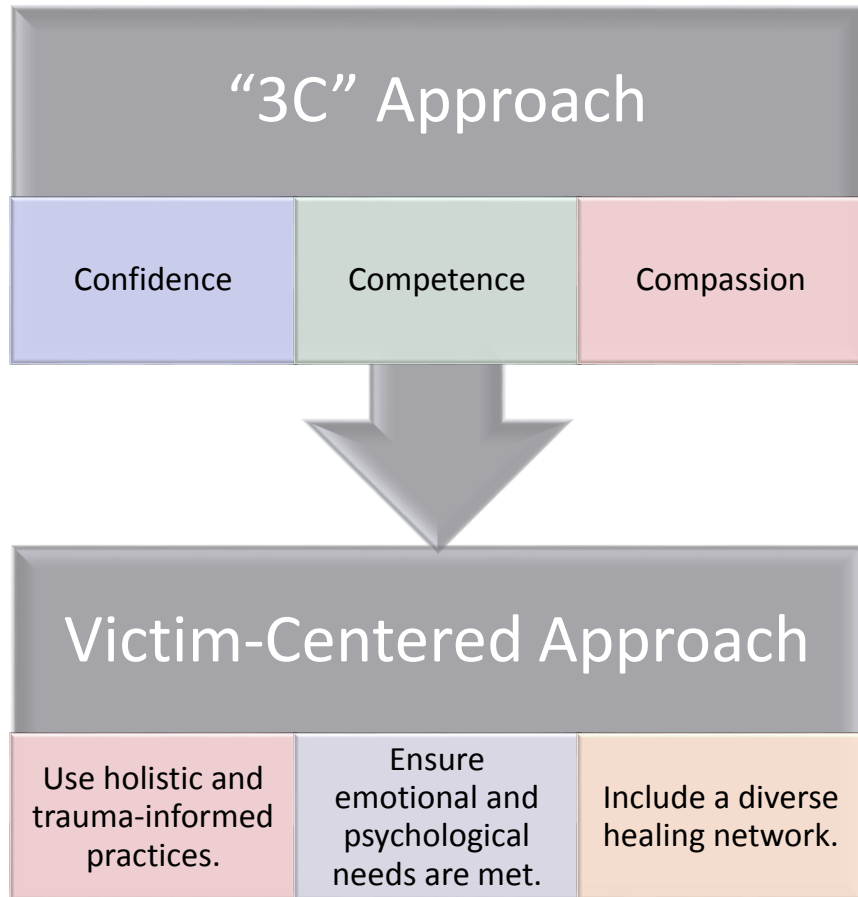 “3C” Approach
Confidence
Competence
Compassion
Victim-Centered Approach
Use holistic and
trauma-informed
practices.
Ensure
emotional and
psychological
needs are met.
Include a diverse
healing network.